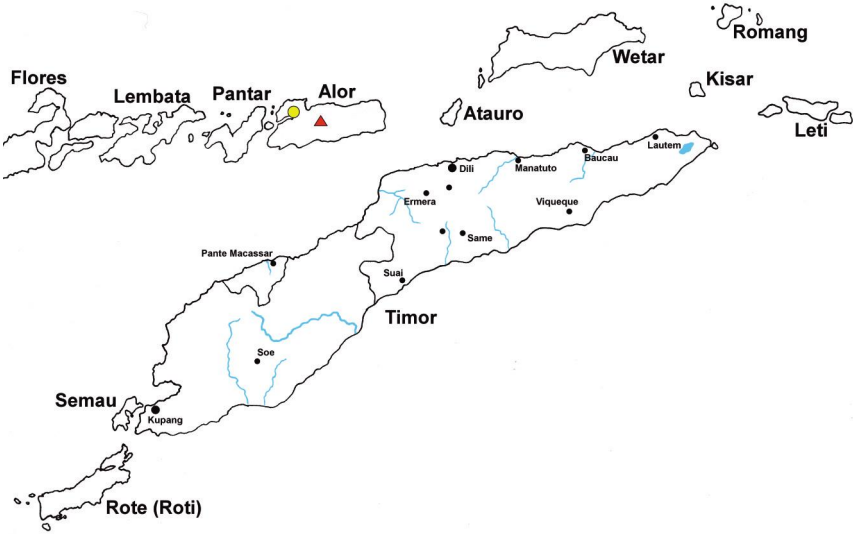 Romang
Wetar
Flores
Kisar
Lembata
Pantar
Alor
Atauro
Leti
Lautem
Baucau
Dili
Manatuto
Ermera
Viqueque
Same
Pante Macassar
Suai
Timor
Soe
Semau
Kupang
Rote (Roti)